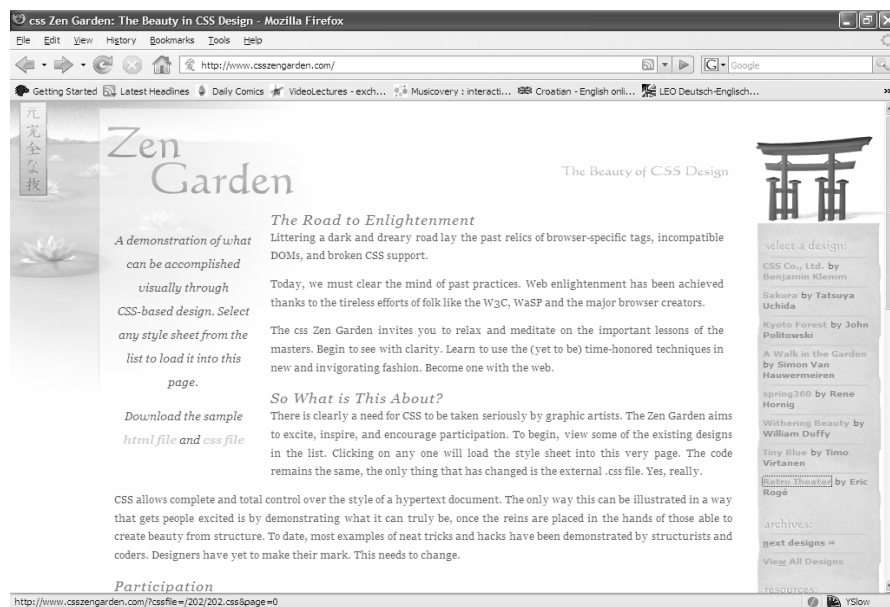 css Zen Garden: The Beauty in CSS Design - Mozilla Firefox
File Edit View History Bookmarks Tools Help
http://www.csszengarden.com/
G Google
Getting Started Latest Headlines Daily Comics VideoLectures - exch... Musicovery : interacti... Croatian - English onli... LEO Deutsch-Englisch... »
元
完
全
な
技
Zen
Garden
The Beauty of CSS Design
A demonstration of what
can be accomplished
visually through
CSS-based design. Select
any style sheet from the
list to load it into this
page.
Download the sample
html file and css file
The Road to Enlightenment
Littering a dark and dreary road lay the past relics of browser-specific tags, incompatible
DOMs, and broken CSS support.
Today, we must clear the mind of past practices. Web enlightenment has been achieved
thanks to the tireless efforts of folk like the W3C, WaSP and the major browser creators.
The css Zen Garden invites you to relax and meditate on the important lessons of the
masters. Begin to see with clarity. Learn to use the (yet to be) time-honored techniques in
new and invigorating fashion. Become one with the web.
So What is This About?
There is clearly a need for CSS to be taken seriously by graphic artists. The Zen Garden aims
to excite, inspire, and encourage participation. To begin, view some of the existing designs
in the list. Clicking on any one will load the style sheet into this very page. The code
remains the same, the only thing that has changed is the external .css file. Yes, really.
CSS allows complete and total control over the style of a hypertext document. The only way this can be illustrated in a way
that gets people excited is by demonstrating what it can truly be, once the reins are placed in the hands of those able to
create beauty from structure. To date, most examples of neat tricks and hacks have been demonstrated by structurists and
coders. Designers have yet to make their mark. This needs to change.
Participation
select a design:
CSS Co., Ltd. by
Benjamin Klemm
Sakura by Tatsuya
Uchida
Kyoto Forest by John
Politowski
A Walk in the Garden
by Simon Van
Hauwermeiren
spring360 by Rene
Hornig
Withering Beauty by
William Duffy
Tiny Blue by Timo
Virtanen
Retro Theater by Eric
Rogé
archives:
next designs »
View All Designs
resources:
http://www.csszengarden.com/?cssfile=/202/202.css&page=0
YSlow